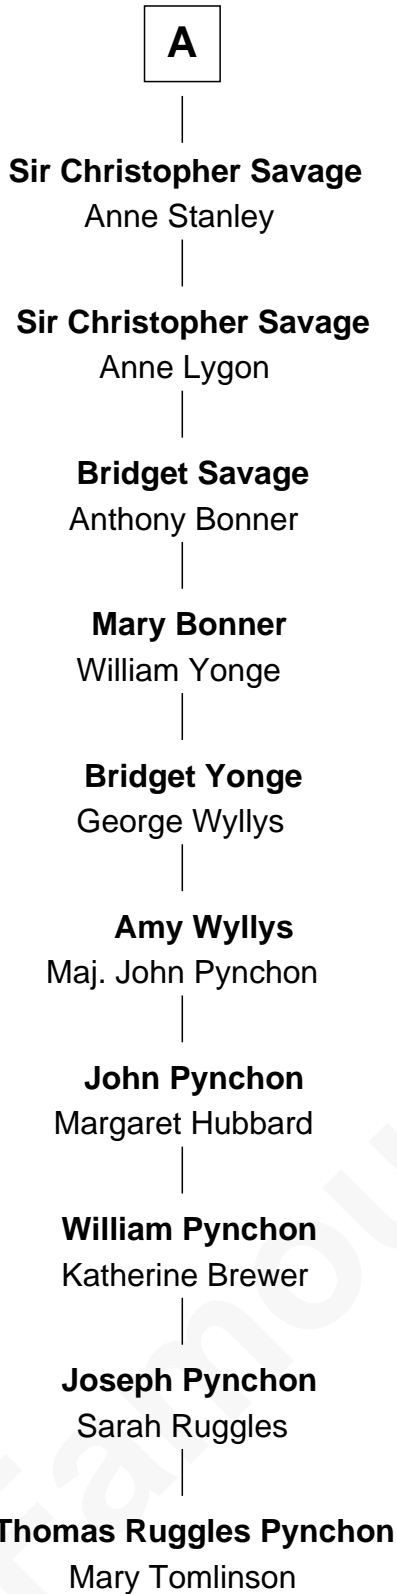 A
Sir Christopher Savage
Anne Stanley
Sir Christopher Savage
Anne Lygon
Bridget Savage
Anthony Bonner
Mary Bonner
William Yonge
Bridget Yonge
George Wyllys
Amy Wyllys
Maj. John Pynchon
John Pynchon
Margaret Hubbard
William Pynchon
Katherine Brewer
Joseph Pynchon
Sarah Ruggles
Thomas Ruggles Pynchon
Mary Tomlinson
Famou